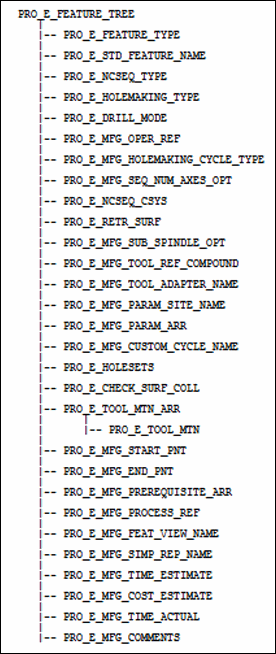 PRO_E_FEATURE_TREE
|-- PRO_E_FEATURE_TYPE
|-- PRO_E_STD_FEATURE_NAME
|-- PRO_E_NCSEQ_TYPE
|-- PRO_E_HOLEMAKING_TYPE
|-- PRO_E_DRILL_MODE
|-- PRO_E_MFG_OPER_REF
|-- PRO_E_MFG_HOLEMAKING_CYCLE_TYPE
|-- PRO_E_MFG_SEQ_NUM_AXES_OPT
|-- PRO_E_NCSEQ_CSYS
|-- PRO_E_RETR_SURF
|-- PRO_E_MFG_SUB_SPINDLE_OPT
|-- PRO_E_MFG_TOOL_REF_COMPOUND
|-- PRO_E_MFG_TOOL_ADAPTER_NAME
|-- PRO_E_MFG_PARAM_SITE_NAME
|-- PRO_E_MFG_PARAM_ARR
|-- PRO_E_MFG_CUSTOM_CYCLE_NAME
|-- PRO_E_HOLESETS
|-- PRO_E_CHECK_SURF_COLL
|-- PRO_E_TOOL_MTN_ARR
| |-- PRO_E_TOOL_MTN
|-- PRO_E_MFG_START_PNT
|-- PRO_E_MFG_END_PNT
|-- PRO_E_MFG_PREREQUISITE_ARR
|-- PRO_E_MFG_PROCESS_REF
|-- PRO_E_MFG_FEAT_VIEW_NAME
|-- PRO_E_MFG_SIMP_REP_NAME
|-- PRO_E_MFG_TIME_ESTIMATE
|-- PRO_E_MFG_COST_ESTIMATE
|-- PRO_E_MFG_TIME_ACTUAL
|-- PRO_E_MFG_COMMENTS